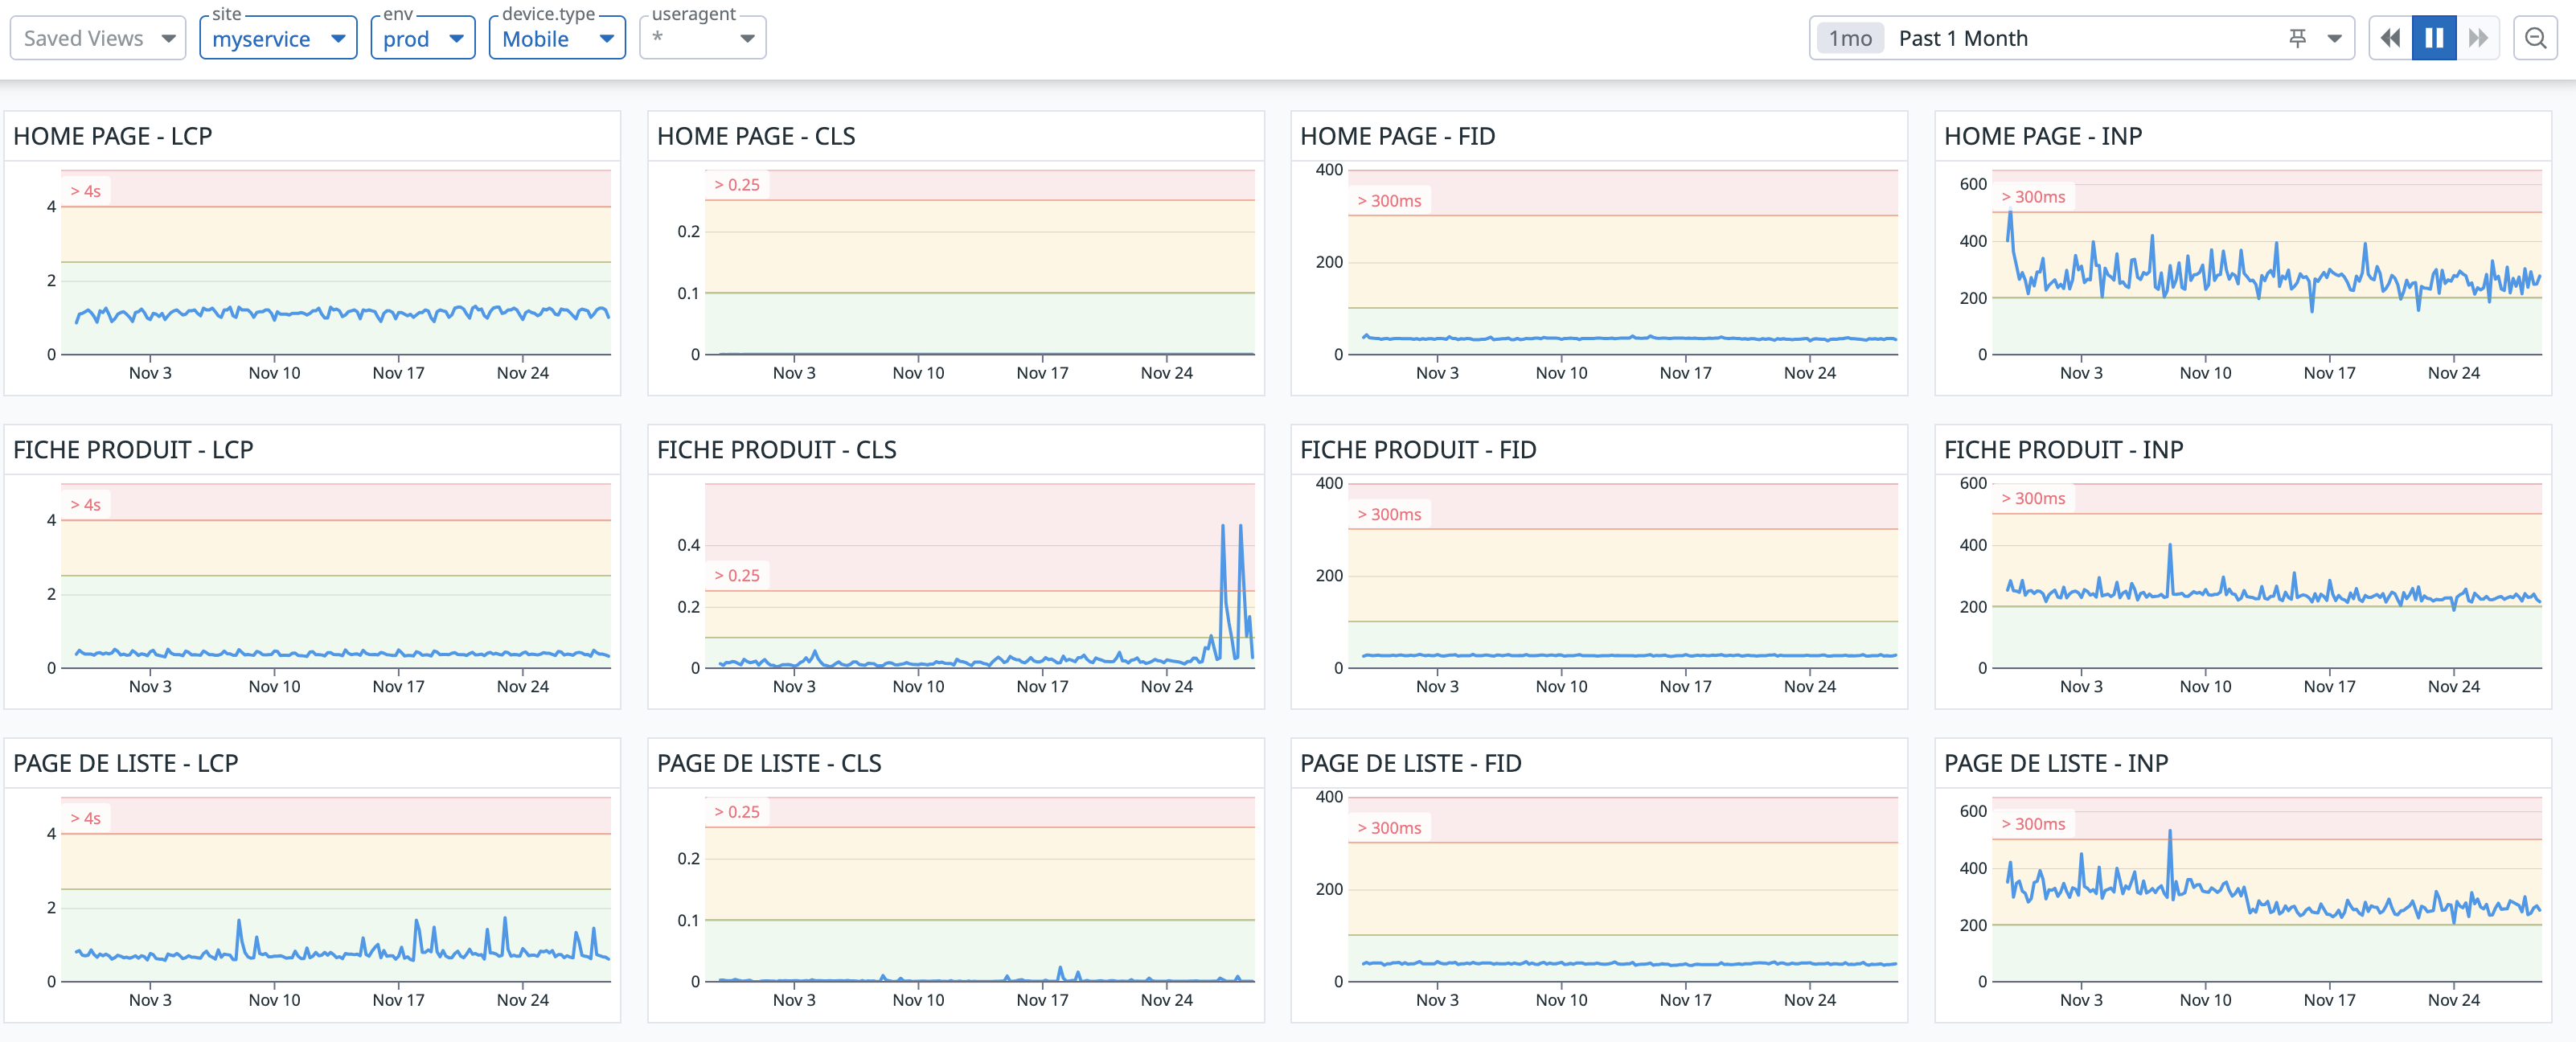 site env device.type useragent
Saved Views myservice prod Mobile * 1mo Past 1 Month
HOME PAGE - LCP
> 4s
4
2
0
Nov 3 Nov 10 Nov 17 Nov 24
HOME PAGE - CLS
> 0.25
0.2
0.1
0
Nov 3 Nov 10 Nov 17 Nov 24
HOME PAGE - FID
400
> 300ms
200
0
Nov 3 Nov 10 Nov 17 Nov 24
HOME PAGE - INP
600
> 300ms
400
200
0
Nov 3 Nov 10 Nov 17 Nov 24
FICHE PRODUIT - LCP
> 4s
4
2
0
Nov 3 Nov 10 Nov 17 Nov 24
FICHE PRODUIT - CLS
0.4
> 0.25
0.2
0
Nov 3 Nov 10 Nov 17 Nov 24
FICHE PRODUIT - FID
400
> 300ms
200
0
Nov 3 Nov 10 Nov 17 Nov 24
FICHE PRODUIT - INP
600
> 300ms
400
200
0
Nov 3 Nov 10 Nov 17 Nov 24
PAGE DE LISTE - LCP
> 4s
4
2
0
Nov 3 Nov 10 Nov 17 Nov 24
PAGE DE LISTE - CLS
> 0.25
0.2
0.1
0
Nov 3 Nov 10 Nov 17 Nov 24
PAGE DE LISTE - FID
400
> 300ms
200
0
Nov 3 Nov 10 Nov 17 Nov 24
PAGE DE LISTE - INP
600
> 300ms
400
200
0
Nov 3 Nov 10 Nov 17 Nov 24